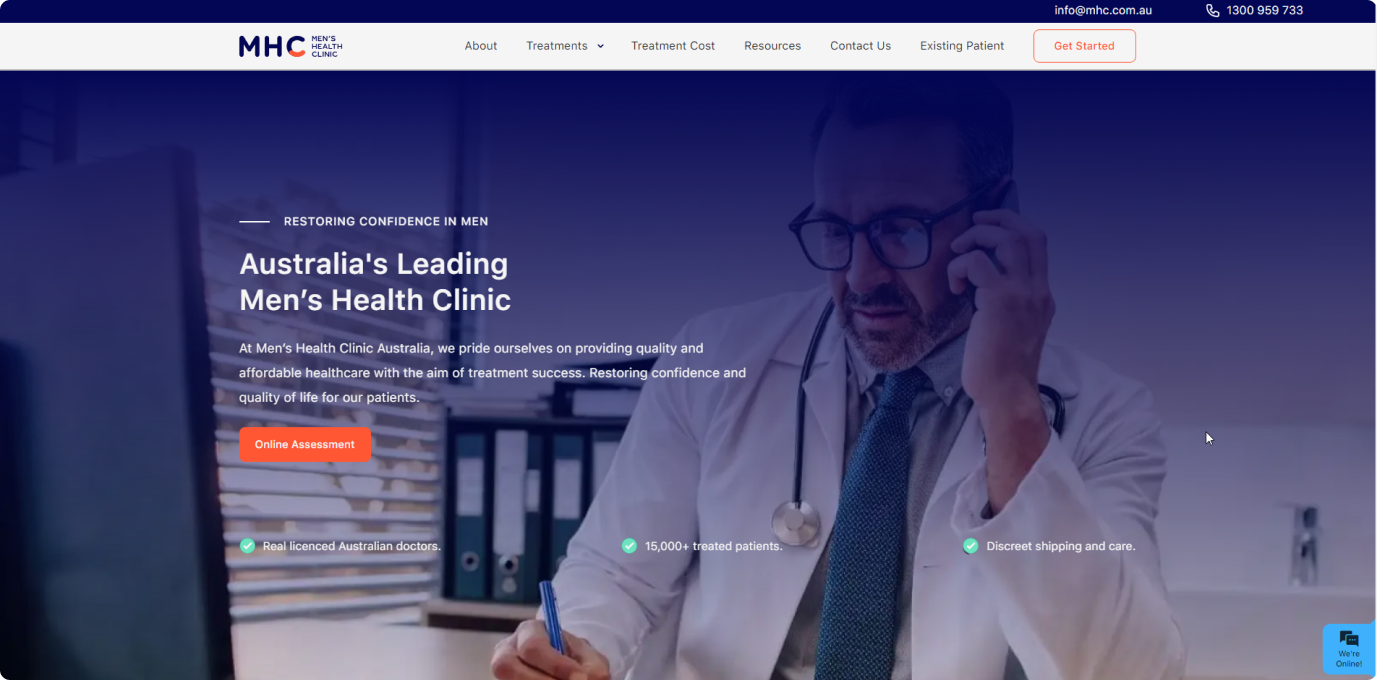 info@mhc.com.au
1300 959 733
MHC MEN'S HEALTH CLINIC
About
Treatments
Treatment Cost
Resources
Contact Us
Existing Patient
Get Started
RESTORING CONFIDENCE IN MEN
Australia's Leading
Men’s Health Clinic
At Men’s Health Clinic Australia, we pride ourselves on providing quality and
affordable healthcare with the aim of treatment success. Restoring confidence and
quality of life for our patients.
Online Assessment
Real licenced Australian doctors.
15,000+ treated patients.
Discreet shipping and care.
We're
Online!